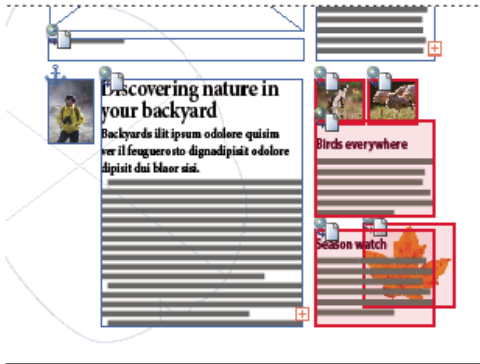 Discovering nature in
your backyard
Backyards ilit ipsum odolore quisim
ver il feuguerosto dignadipisit odolore
dipisit dui blaor sisi.
Birds everywhere
Season watch